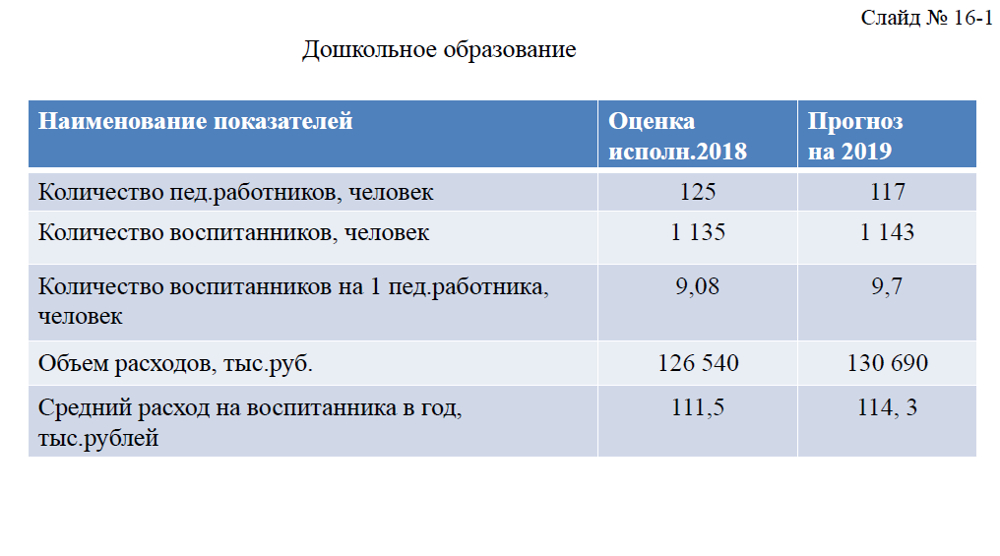 Слайд № 16-1
Дошкольное образование
Наименование показателей
Оценка
исполн.2018
Прогноз
на 2019
Количество пед.работников, человек 125 117
Количество воспитанников, человек 1 135 1 143
Количество воспитанников на 1 пед.работника, 9,08 9,7
человек
Объем расходов, тыс.руб. 126 540 130 690
Средний расход на воспитанника в год, 111,5 114, 3
тыс.рублей